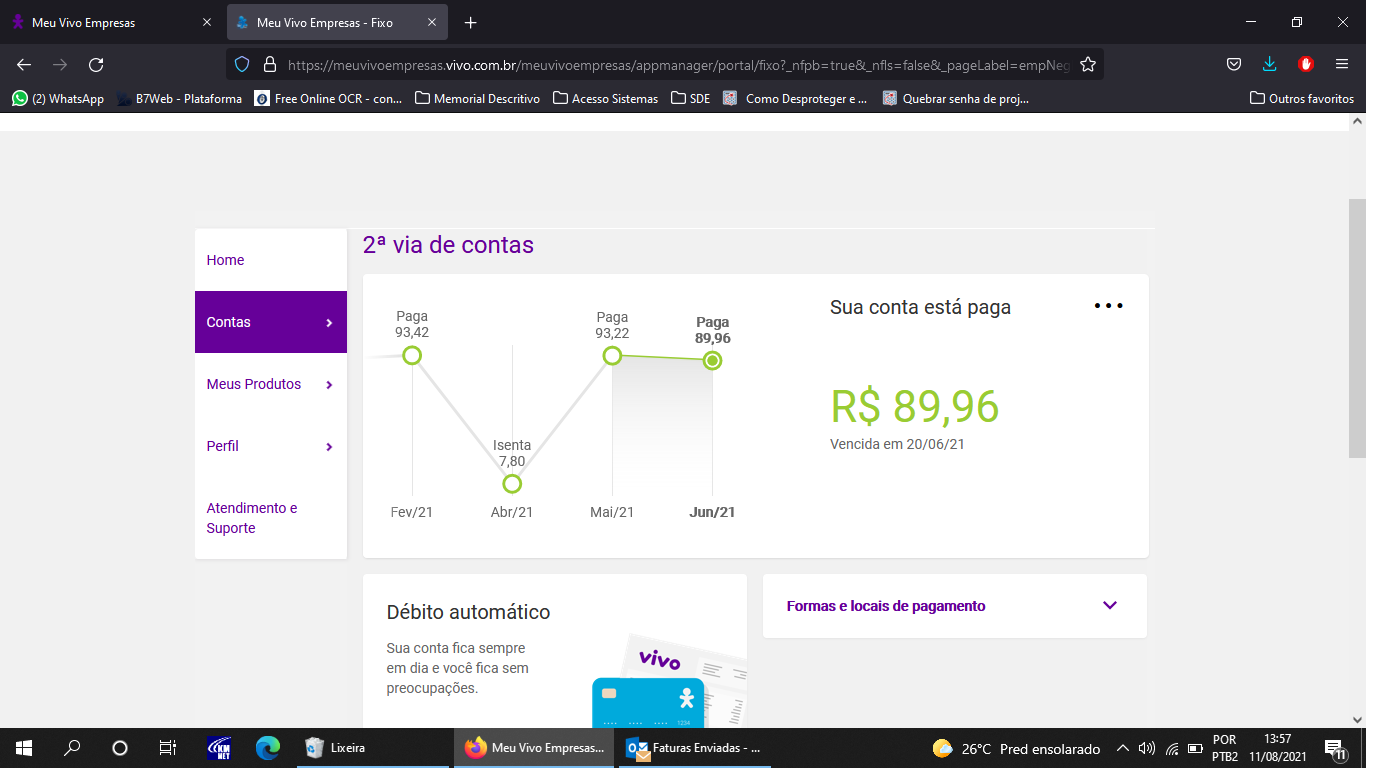 Meu Vivo Empresas
Meu Vivo Empresas - Fixo
https://meuvivoempresas.vivo.com.br/meuvivoempresas/appmanager/portal/fixo?_nfpb=true&_nfls=false&_pageLabel=empNeg
(2) WhatsApp
B7Web - Plataforma
Free Online OCR - con...
Memorial Descritivo
Acesso Sistemas
SDE
Como Desproteger e ...
Quebrar senha de proj...
Outros favoritos
2ª via de contas
Home
Contas
Meus Produtos
Perfil
Atendimento e
Suporte
Paga
93,42
Isenta
7,80
Paga
93,22
Paga
89,96
Fev/21
Abr/21
Mai/21
Jun/21
Sua conta está paga
R$ 89,96
Vencida em 20/06/21
Débito automático
Sua conta fica sempre
em dia e você fica sem
preocupações.
vivo
1234
Formas e locais de pagamento
KM
NET
Lixeira
Meu Vivo Empresas...
Faturas Enviadas - ...
26°C Pred ensolarado
POR
PTB2
13:57
11/08/2021
11